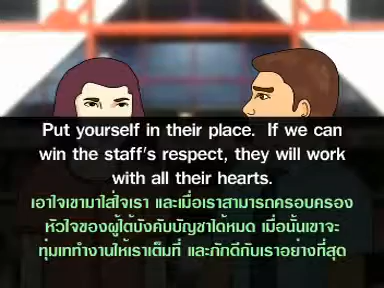 Put yourself in their place.  If we can
win the staff's respect, they will work
with all their hearts.
เอาใจเขามาใส่ใจเรา และเมื่อเราสามารถครอบครอง
หัวใจของผู้ใต้บังคับบัญชาได้หมด เมื่อนั้นเขาจะ
ทุ่มเททำงานให้เราเต็มที่ และภักดีกับเราอย่างที่สุด